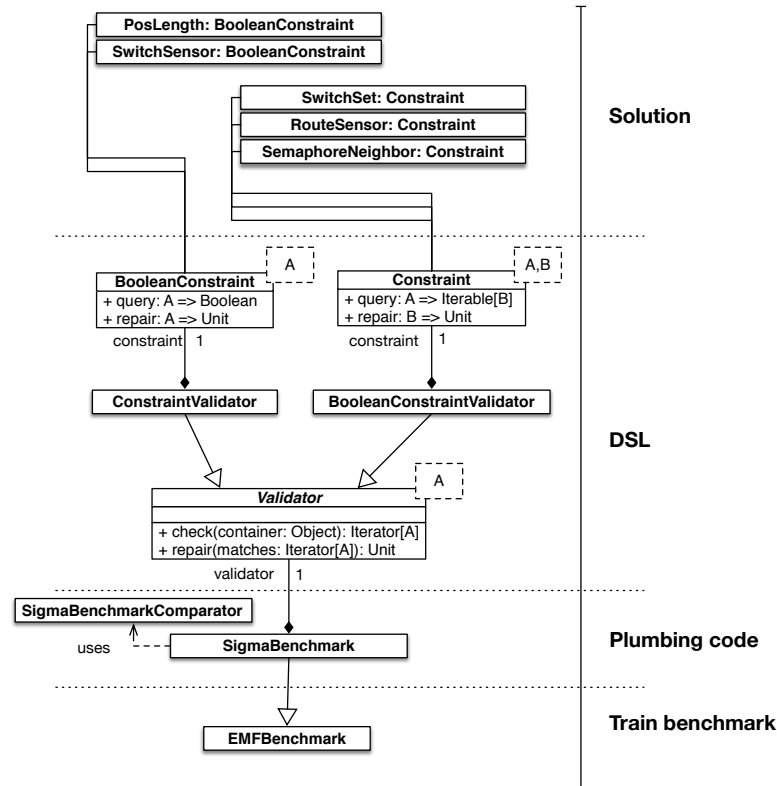 PosLength: BooleanConstraint
SwitchSensor: BooleanConstraint
SwitchSet: Constraint
RouteSensor: Constraint
SemaphoreNeighbor: Constraint
Solution
A
BooleanConstraint
+ query: A => Boolean
+ repair: A => Unit
constraint 1
A,B
Constraint
+ query: A => Iterable[B]
+ repair: B => Unit
constraint 1
ConstraintValidator
BooleanConstraintValidator
DSL
A
Validator
+ check(container: Object): Iterator[A]
+ repair(matches: Iterator[A]): Unit
validator 1
SigmaBenchmarkComparator
uses
SigmaBenchmark
Plumbing code
EMFBenchmark
Train benchmark